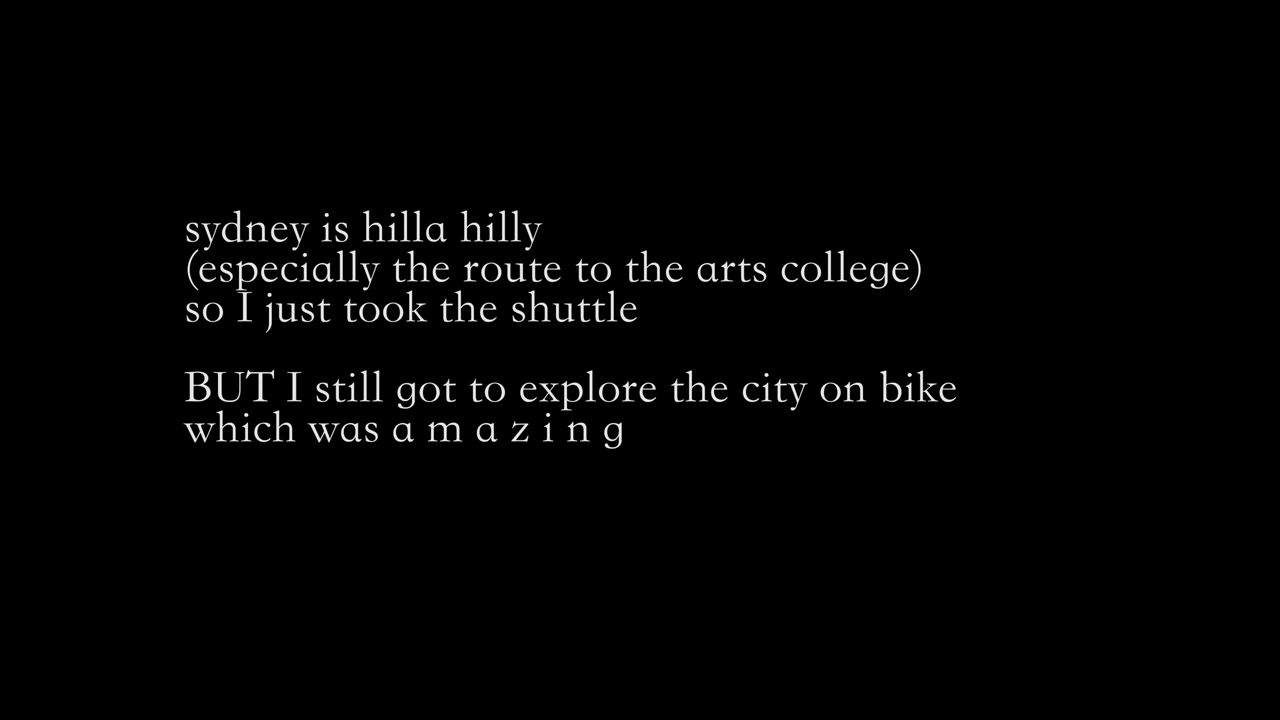 sydney is hilla hilly
(especially the route to the arts college)
so I just took the shuttle
BUT I still got to explore the city on bike
which was a m a z i n g